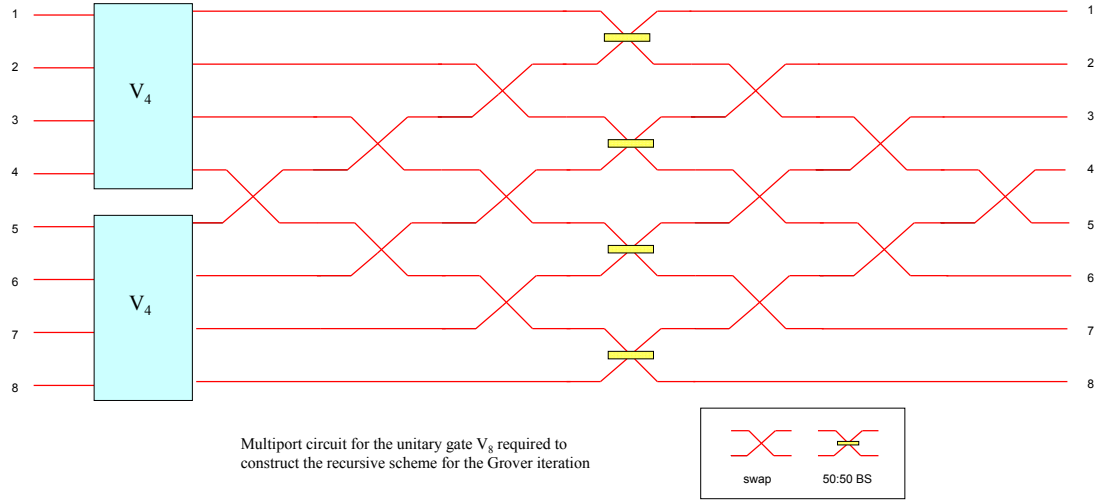 1
2
3
4
5
6
7
8
V4
V4
1
2
3
4
5
6
7
8
Multiport circuit for the unitary gate V8 required to
construct the recursive scheme for the Grover iteration
swap
50:50 BS